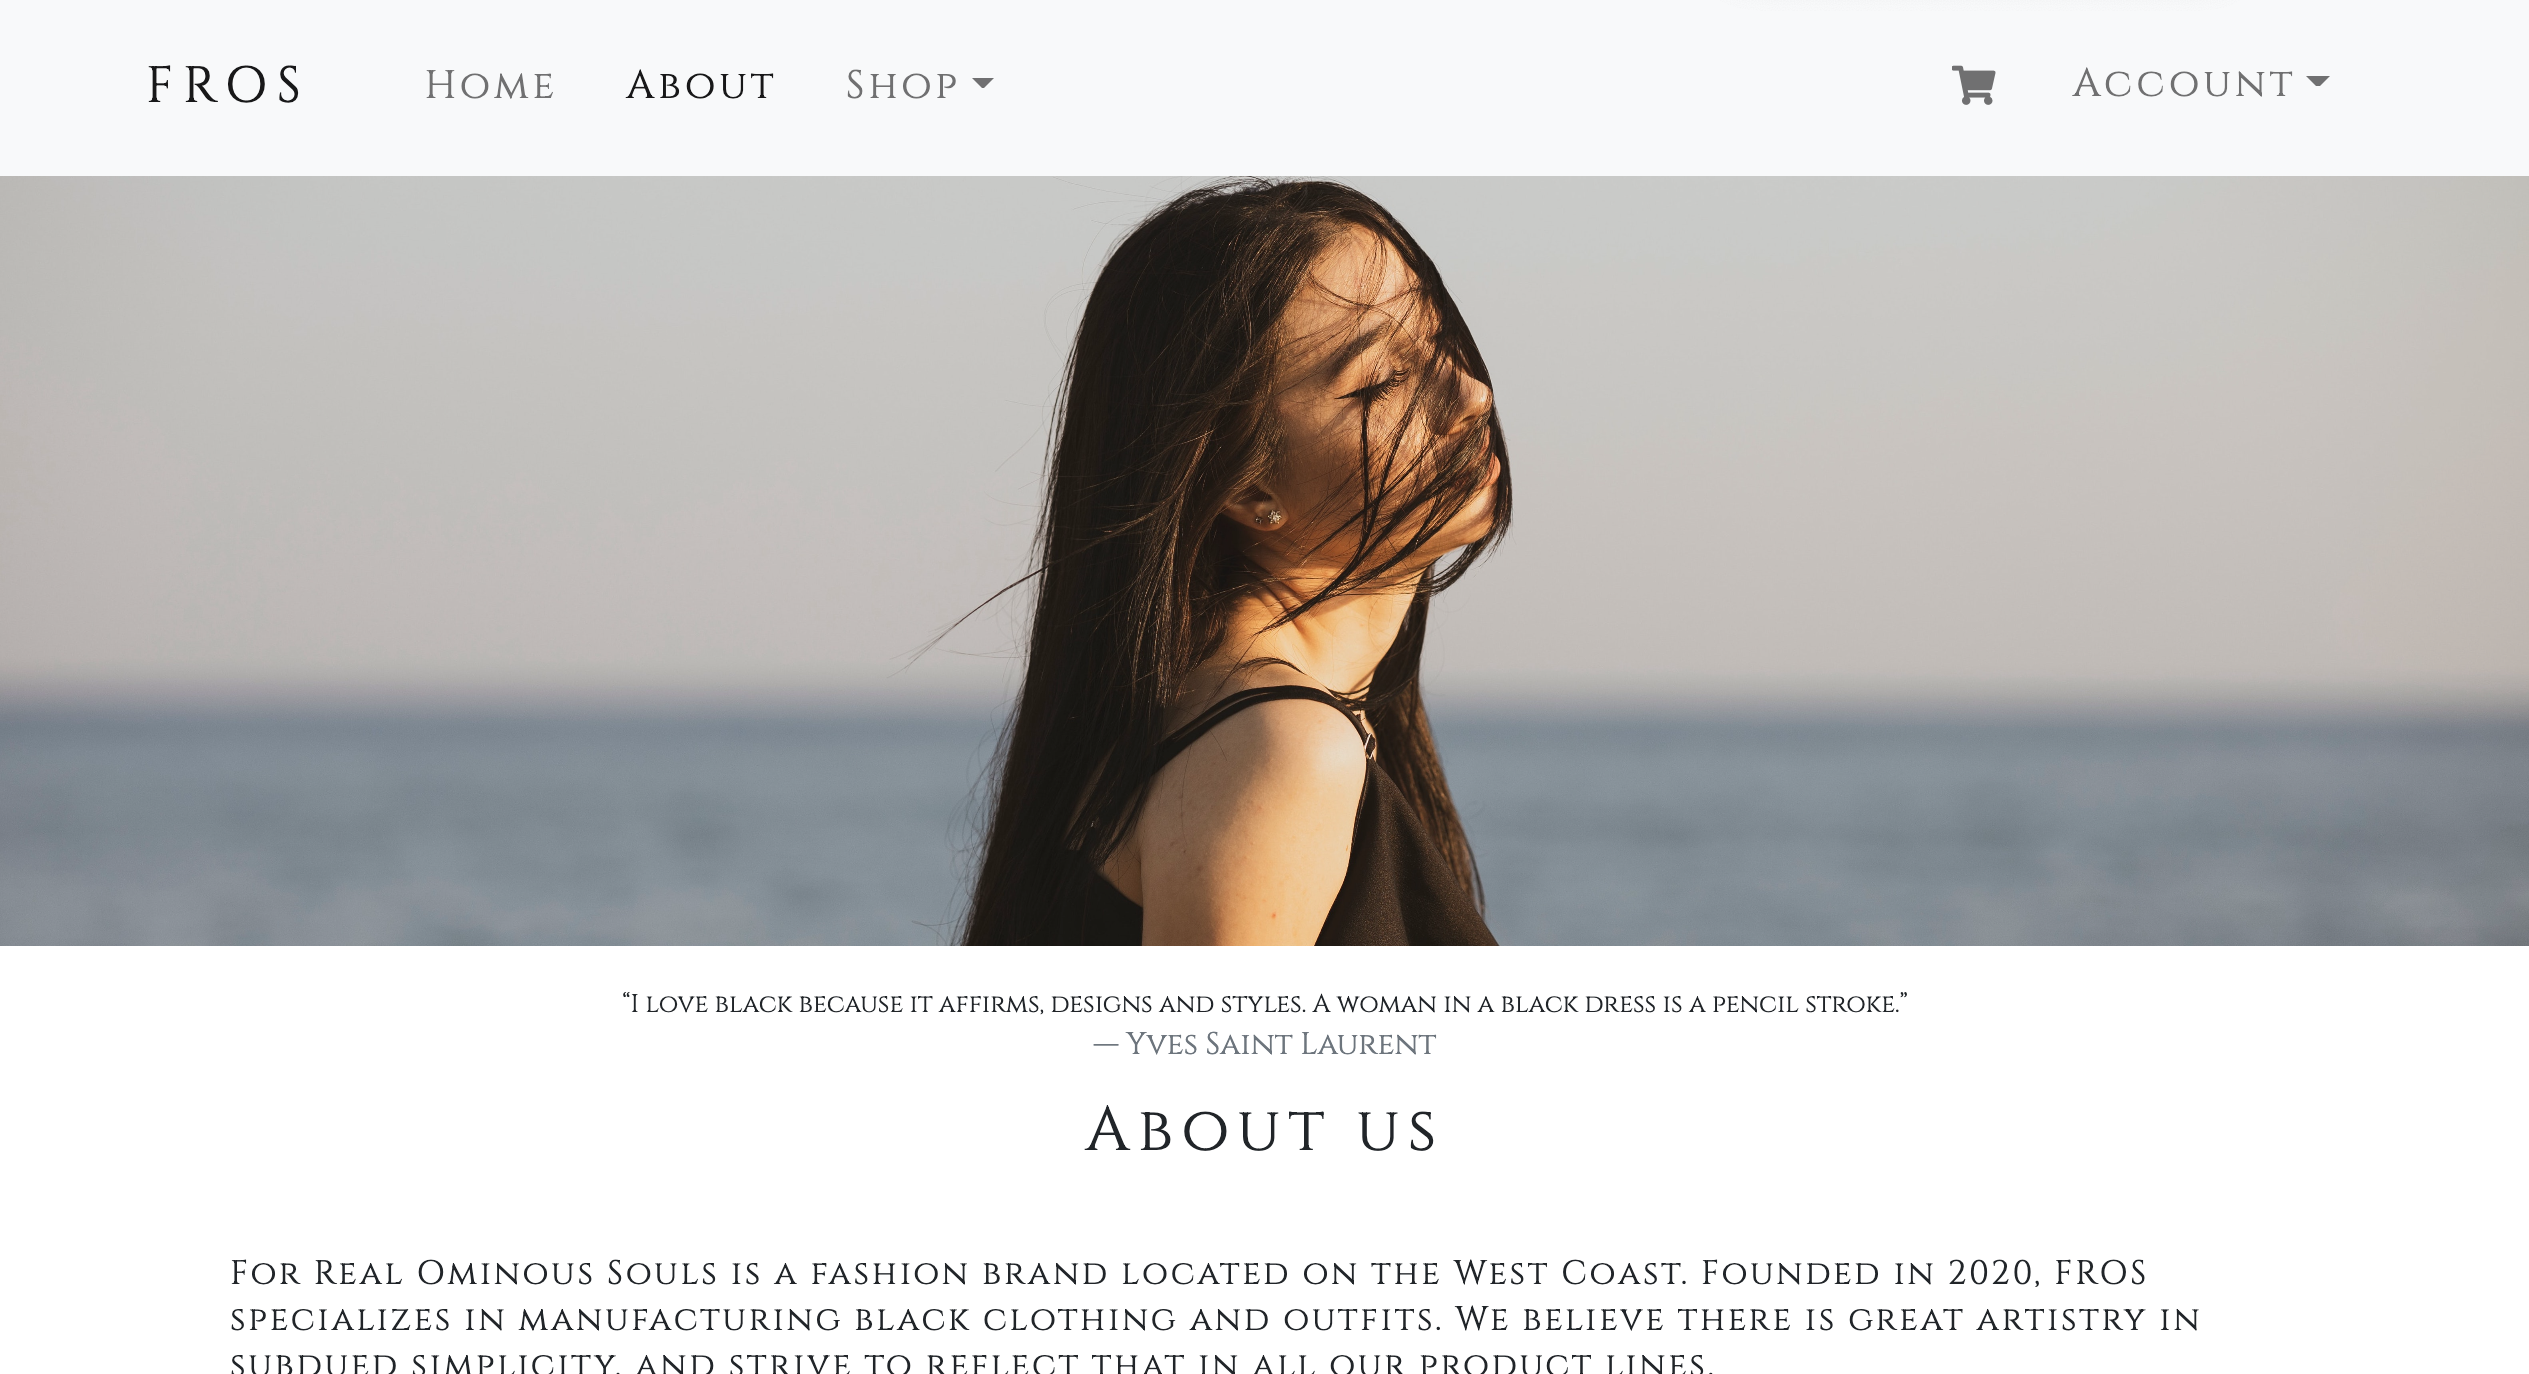 FROS Home About Shop Account
“I love black because it affirms, designs and styles. A woman in a black dress is a pencil stroke.”
— Yves Saint Laurent
About us
For Real Ominous Souls is a fashion brand located on the West Coast. Founded in 2020, FROS
specializes in manufacturing black clothing and outfits. We believe there is great artistry in
subdued simplicity, and strive to reflect that in all our product lines.